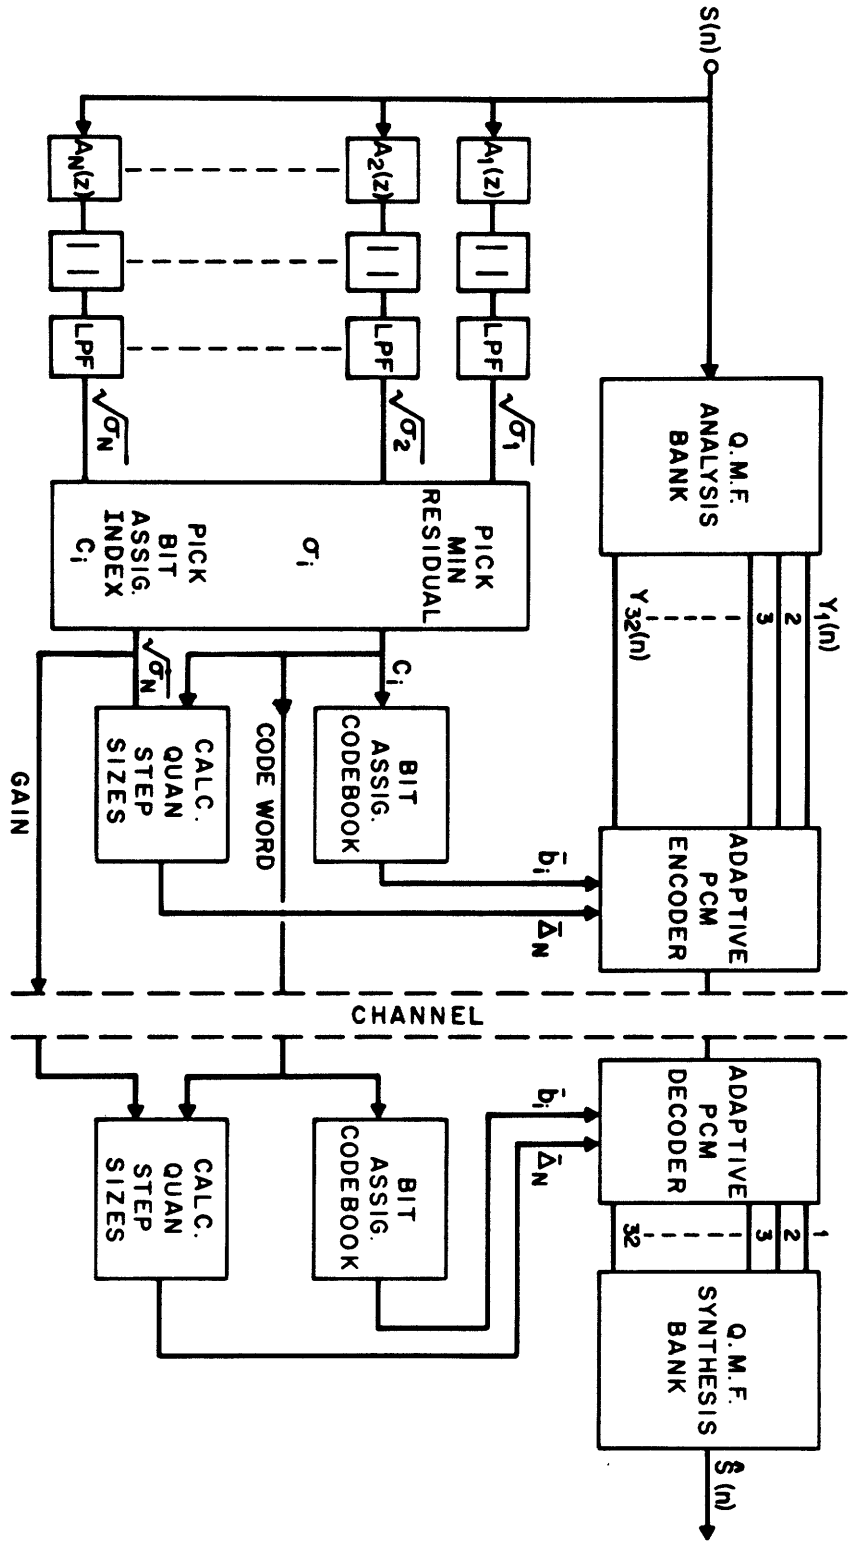 S(n)
Q.M.F.
ANALYSIS
BANK
Y1(n)
2
3
Y32(n)
ADAPTIVE
PCM
ENCODER
CHANNEL
ADAPTIVE
PCM
DECODER
1
2
3
32
Q.M.F.
SYNTHESIS
BANK
ŝ(n)
A1(z)
| |
LPF
√σ1
A2(z)
| |
LPF
√σ2
AN(z)
| |
LPF
√σN
PICK
MIN
RESIDUAL
σi
PICK
BIT
ASSIG.
INDEX
Ci
Ci
BIT
ASSIG.
CODEBOOK
b̄i
CODE WORD
√σN
CALC.
QUAN
STEP
SIZES
Δ̄N
GAIN
b̄i
Δ̄N
BIT
ASSIG.
CODEBOOK
CALC.
QUAN
STEP
SIZES